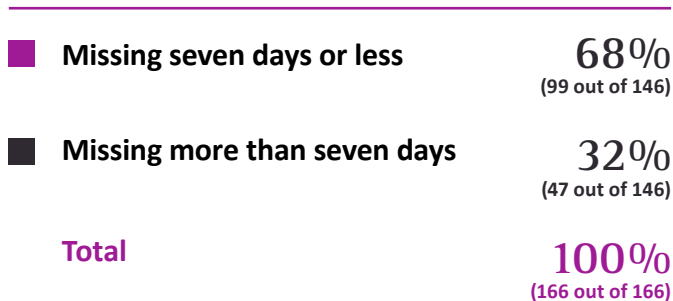 Missing seven days or less 68%
(99 out of 146)
Missing more than seven days 32%
(47 out of 146)
Total 100%
(166 out of 166)